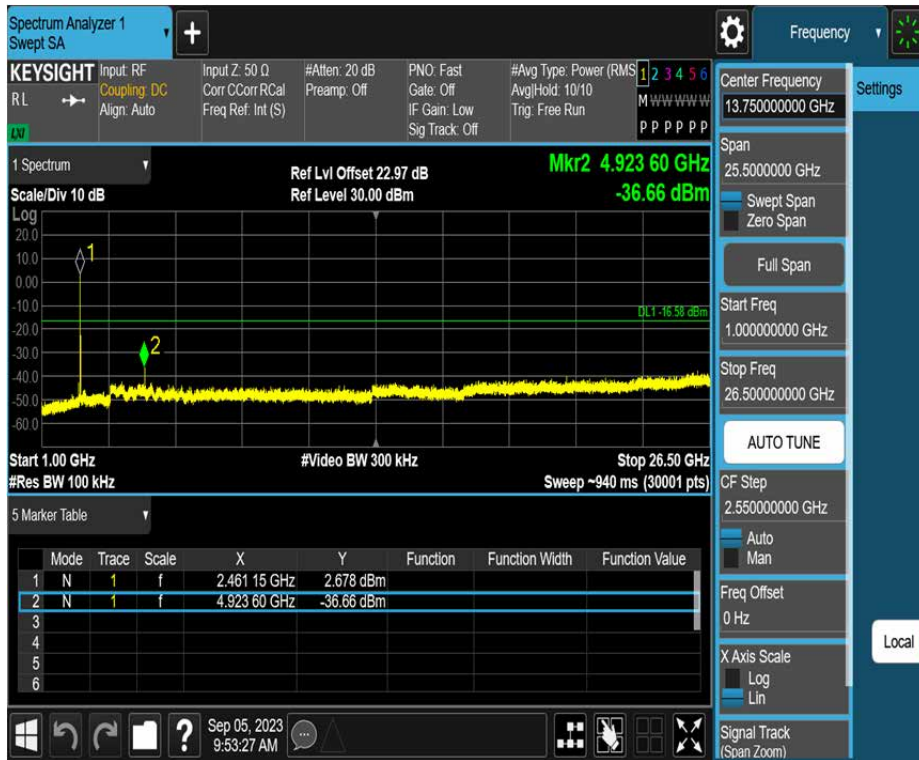 Spectrum Analyzer 1
Swept SA
+
Frequency
KEYSIGHT
RL
LXI
Input: RF
Coupling: DC
Align: Auto
Input Z: 50 Ω
Corr CCorr RCal
Freq Ref: Int (S)
#Atten: 20 dB
Preamp: Off
PNO: Fast
Gate: Off
IF Gain: Low
Sig Track: Off
#Avg Type: Power (RMS
Avg|Hold: 10/10
Trig: Free Run
1 2 3 4 5 6
M W W W W W
P P P P P P
1 Spectrum
Scale/Div 10 dB
Ref Lvl Offset 22.97 dB
Ref Level 30.00 dBm
Mkr2 4.923 60 GHz
-36.66 dBm
Log
20.0
10.0
0.00
-10.0
-20.0
-30.0
-40.0
-50.0
-60.0
1
2
DL1 -16.58 dBm
Start 1.00 GHz
#Res BW 100 kHz
#Video BW 300 kHz
Stop 26.50 GHz
Sweep ~940 ms (30001 pts)
5 Marker Table
Mode Trace Scale X Y Function Function Width Function Value
1 N 1 f 2.461 15 GHz 2.678 dBm
2 N 1 f 4.923 60 GHz -36.66 dBm
3
4
5
6
?
Sep 05, 2023
9:53:27 AM
Center Frequency
13.750000000 GHz
Span
25.5000000 GHz
Swept Span
Zero Span
Full Span
Start Freq
1.000000000 GHz
Stop Freq
26.500000000 GHz
AUTO TUNE
CF Step
2.550000000 GHz
Auto
Man
Freq Offset
0 Hz
X Axis Scale
Log
Lin
Signal Track
(Span Zoom)
Settings
Local